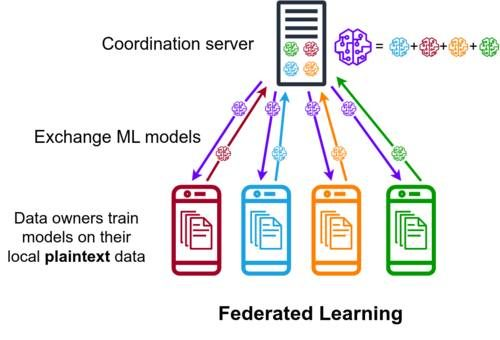 Coordination server
= + + +
Exchange ML models
Data owners train
models on their
local plaintext data
Federated Learning